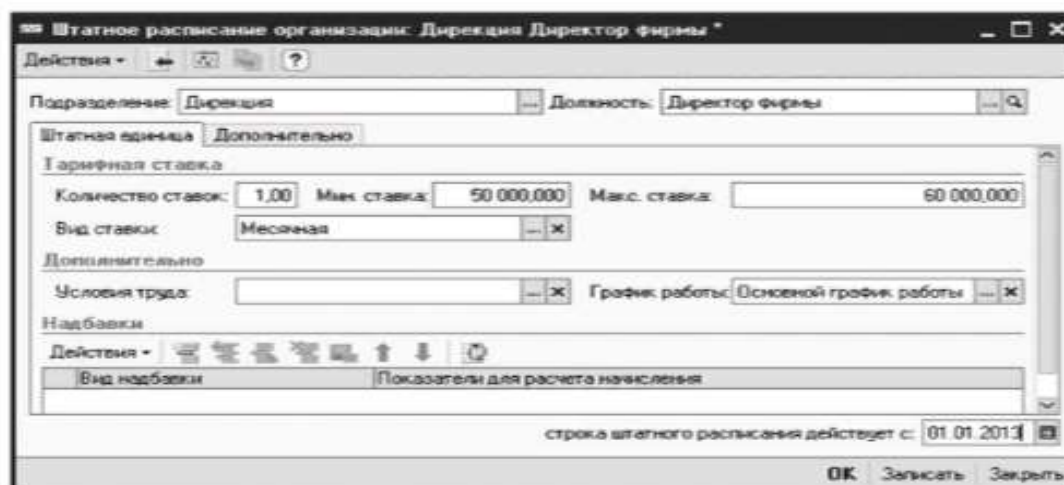 Штатное расписание организации: Дирекция Директор фирмы *
Действия
Подразделение: Дирекция ... Должность: Директор фирмы ...
Штатная единица Дополнительно
Тарифная ставка
Количество ставок: 1,00 Мин. ставка: 50 000,000 Макс. ставка: 60 000,000
Вид ставки: Месячная ...
Дополнительно
Условия труда: ... График работы: Основной график работы ...
Надбавки
Действия
Вид надбавки Показатели для расчета начисления
строка штатного расписания действует с: 01.01.2013
OK Записать Закрыть